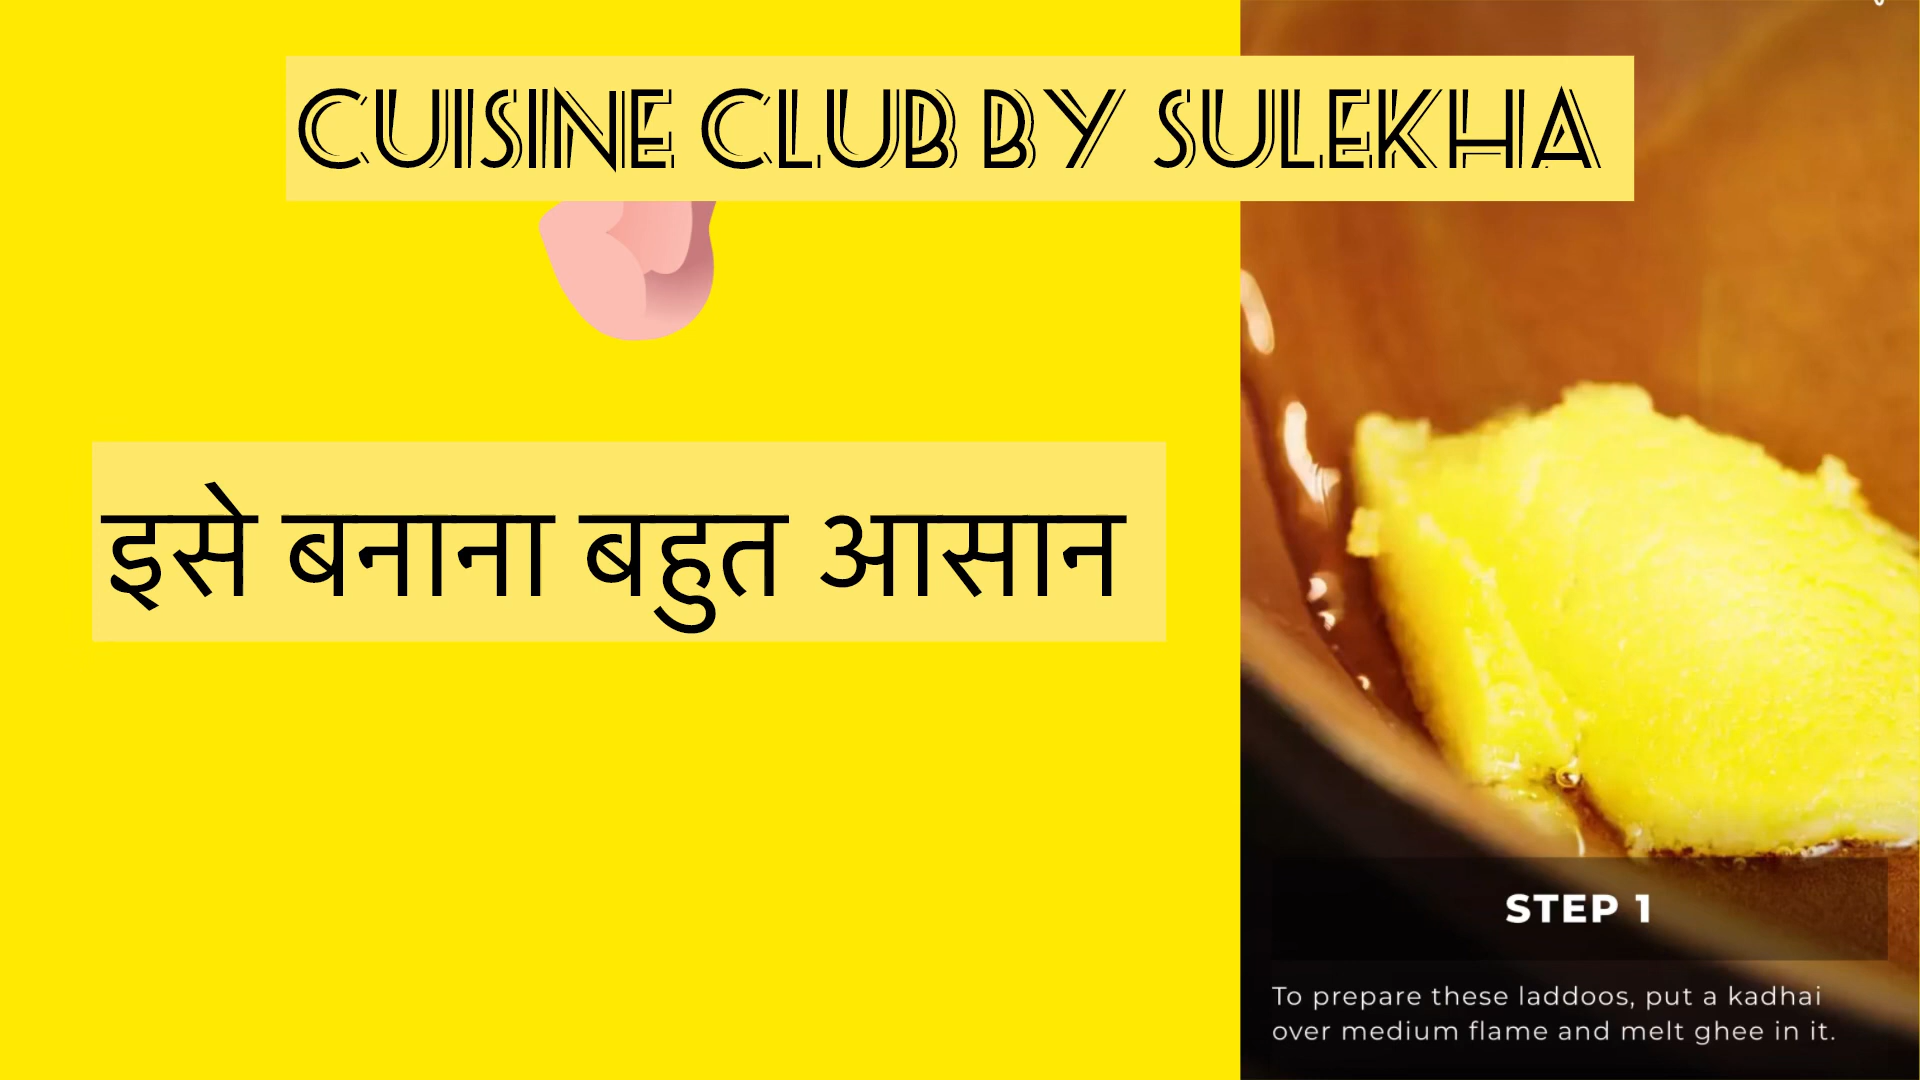 CUISINE CLUB BY SULEKHA
इसे बनाना बहुत आसान
STEP 1
To prepare these laddoos, put a kadhai
over medium flame and melt ghee in it.